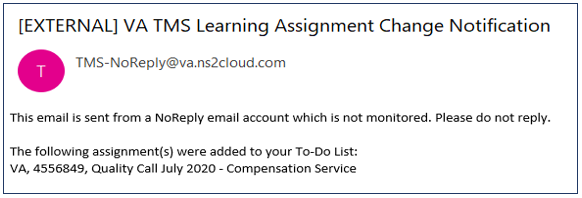 [EXTERNAL] VA TMS Learning Assignment Change Notification
T
TMS-NoReply@va.ns2cloud.com
This email is sent from a NoReply email account which is not monitored. Please do not reply.
The following assignment(s) were added to your To-Do List:
VA, 4556849, Quality Call July 2020 - Compensation Service